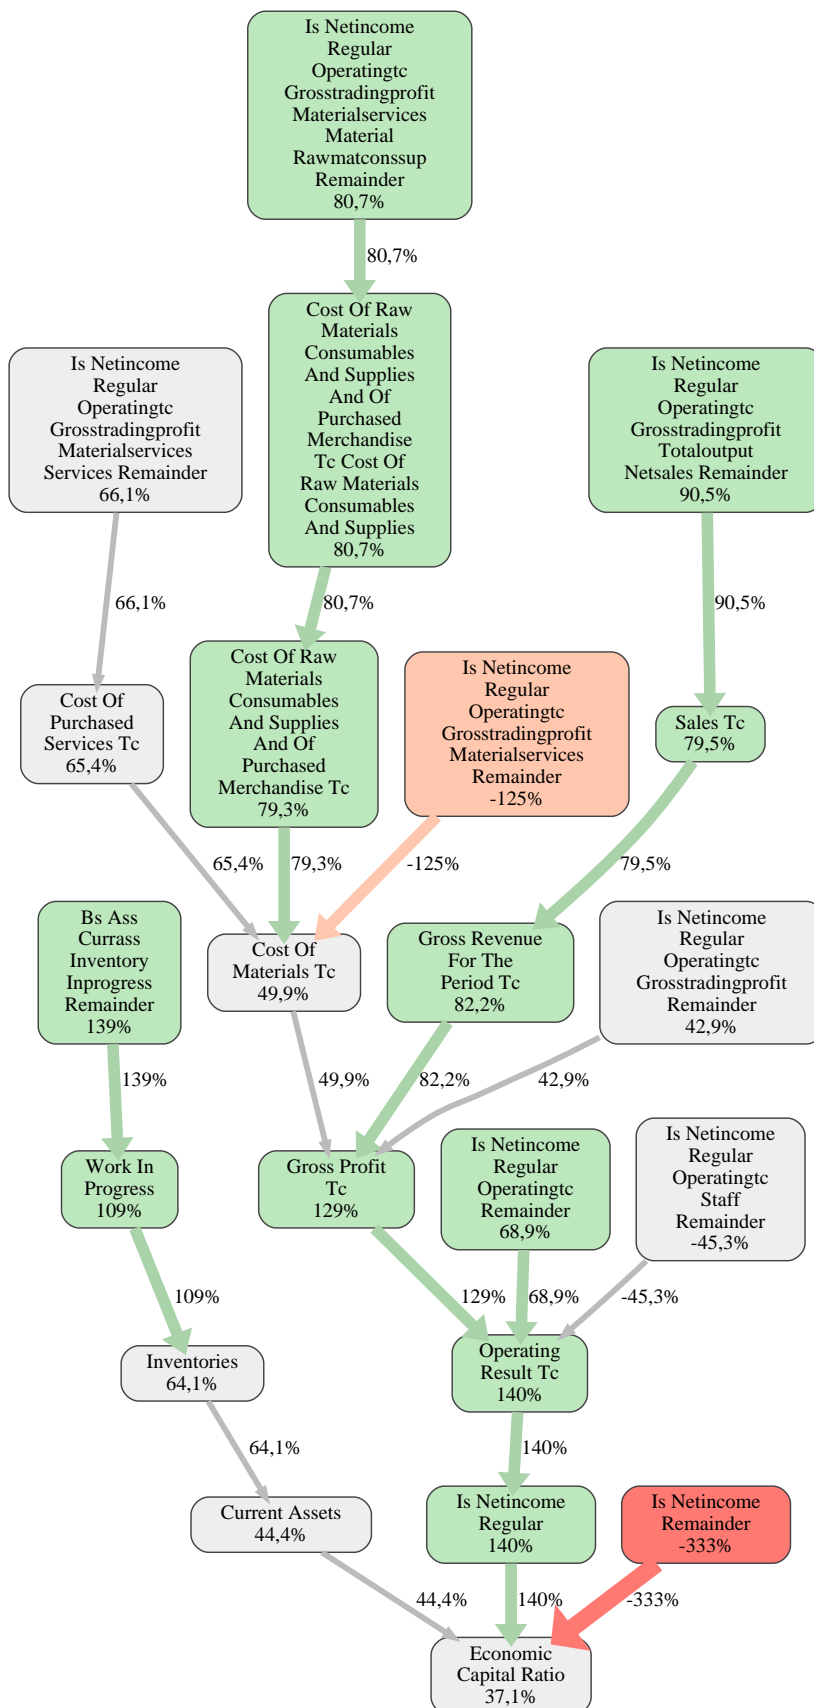 Is Netincome
Regular
Operatingtc
Grosstradingprofit
Materialservices
Material
Rawmatconssup
Remainder
80,7%
80,7%
Is Netincome
Regular
Operatingtc
Grosstradingprofit
Materialservices
Services Remainder
66,1%
Cost Of Raw
Materials
Consumables
And Supplies
And Of
Purchased
Merchandise
Tc Cost Of
Raw Materials
Consumables
And Supplies
80,7%
Is Netincome
Regular
Operatingtc
Grosstradingprofit
Totaloutput
Netsales Remainder
90,5%
66,1%
80,7%
90,5%
Cost Of
Purchased
Services Tc
65,4%
Cost Of Raw
Materials
Consumables
And Supplies
And Of
Purchased
Merchandise Tc
79,3%
Is Netincome
Regular
Operatingtc
Grosstradingprofit
Materialservices
Remainder
-125%
Sales Tc
79,5%
65,4%
79,3%
-125%
79,5%
Bs Ass
Currass
Inventory
Inprogress
Remainder
139%
Cost Of
Materials Tc
49,9%
Gross Revenue
For The
Period Tc
82,2%
Is Netincome
Regular
Operatingtc
Grosstradingprofit
Remainder
42,9%
139%
49,9%
82,2%
42,9%
Work In
Progress
109%
Gross Profit
Tc
129%
Is Netincome
Regular
Operatingtc
Remainder
68,9%
Is Netincome
Regular
Operatingtc
Staff
Remainder
-45,3%
109%
129%
68,9%
-45,3%
Inventories
64,1%
Operating
Result Tc
140%
64,1%
140%
Current Assets
44,4%
Is Netincome
Regular
140%
Is Netincome
Remainder
-333%
44,4%
140%
-333%
Economic
Capital Ratio
37,1%